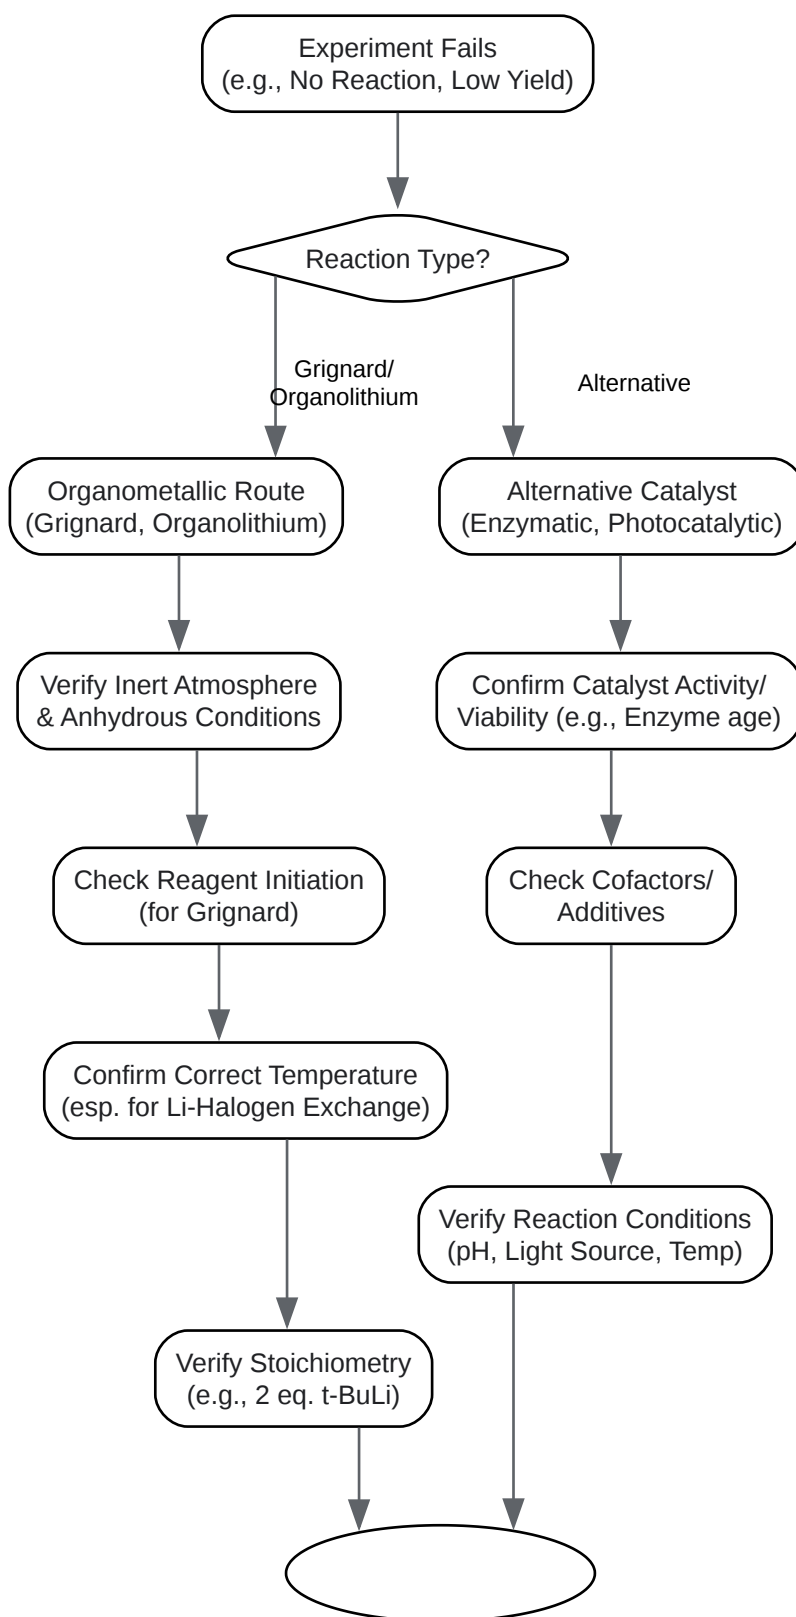 Experiment Fails
(e.g., No Reaction, Low Yield)
Reaction Type?
Grignard/
Organolithium
Alternative
Organometallic Route
(Grignard, Organolithium)
Alternative Catalyst
(Enzymatic, Photocatalytic)
Verify Inert Atmosphere
& Anhydrous Conditions
Confirm Catalyst Activity/
Viability (e.g., Enzyme age)
Check Reagent Initiation
(for Grignard)
Check Cofactors/
Additives
Confirm Correct Temperature
(esp. for Li-Halogen Exchange)
Verify Reaction Conditions
(pH, Light Source, Temp)
Verify Stoichiometry
(e.g., 2 eq. t-BuLi)